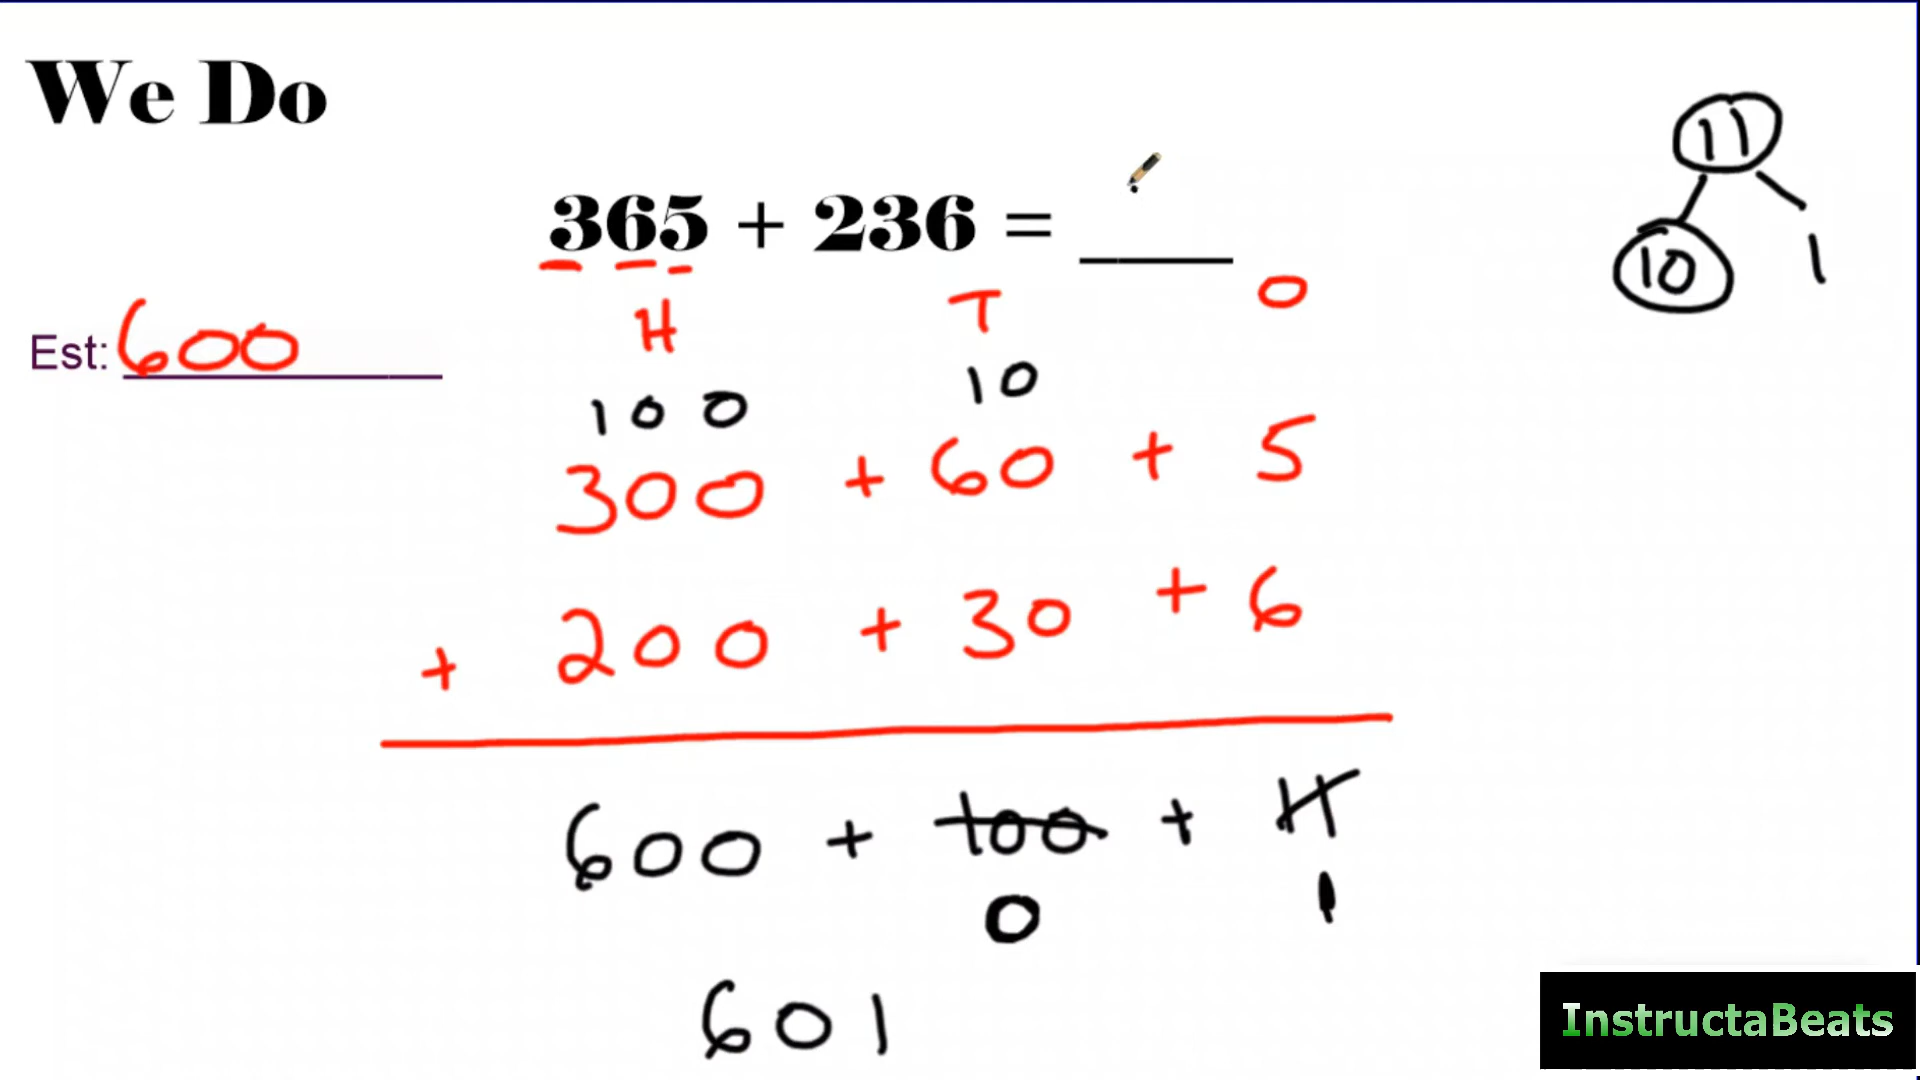 We Do
11
10 1
365 + 236 = ____
H T O
Est: 600
100 10
300 + 60 + 5
+ 200 + 30 + 6
600 + 100 + 11
0 1
601
InstructaBeats